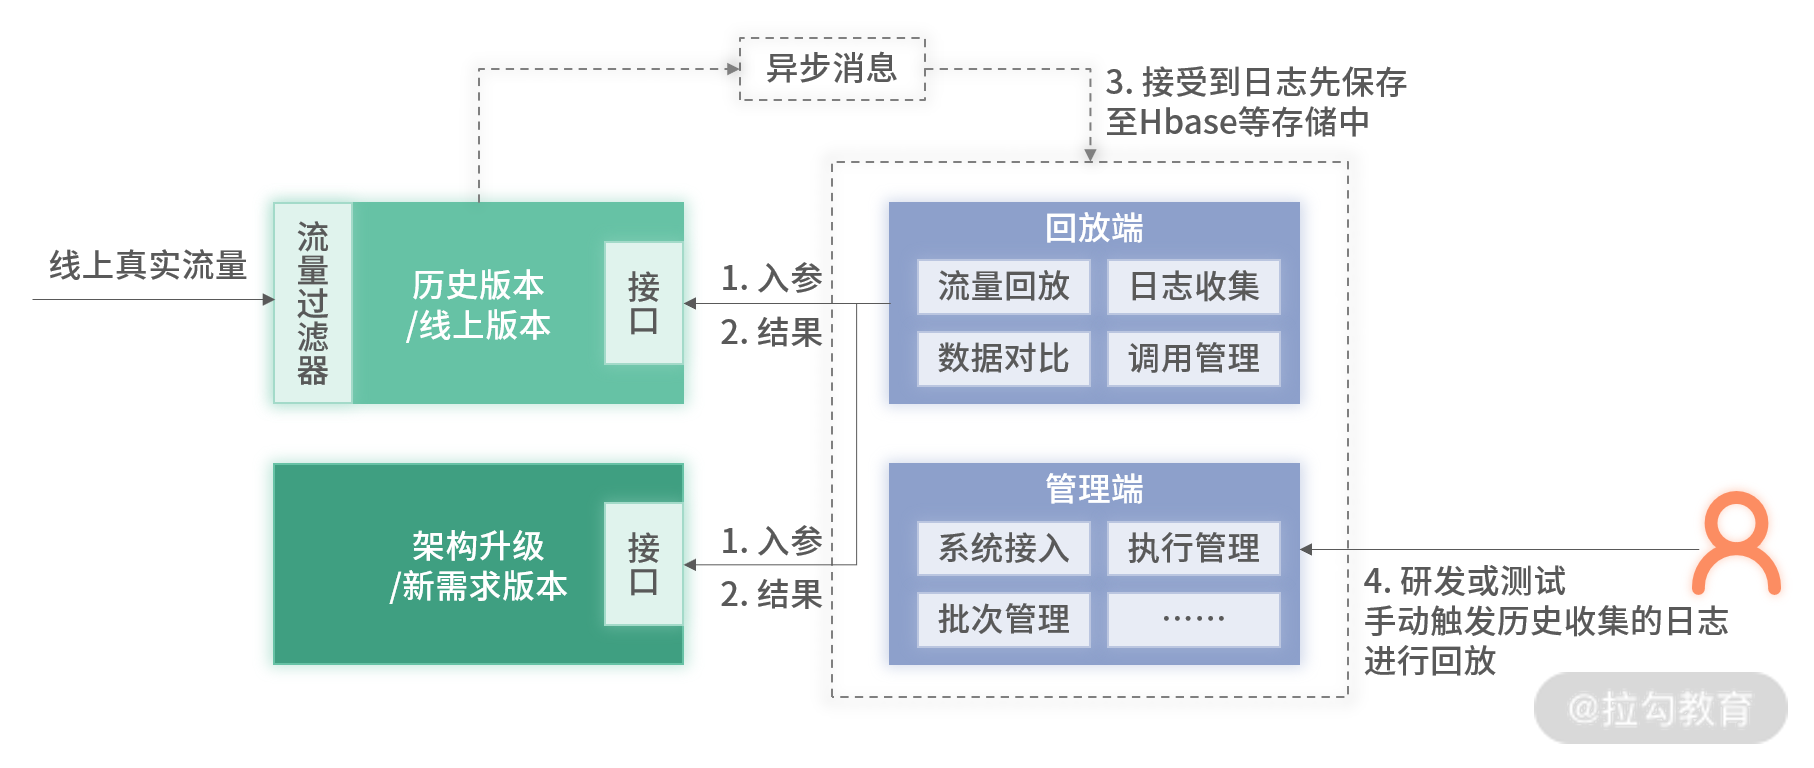 异步消息
3. 接受到日志先保存
至Hbase等存储中
线上真实流量
流量过滤器
历史版本
/线上版本
接口
1. 入参
2. 结果
回放端
流量回放
日志收集
数据对比
调用管理
架构升级
/新需求版本
接口
1. 入参
2. 结果
管理端
系统接入
执行管理
批次管理
······
4. 研发或测试
手动触发历史收集的日志
进行回放
@拉勾教育